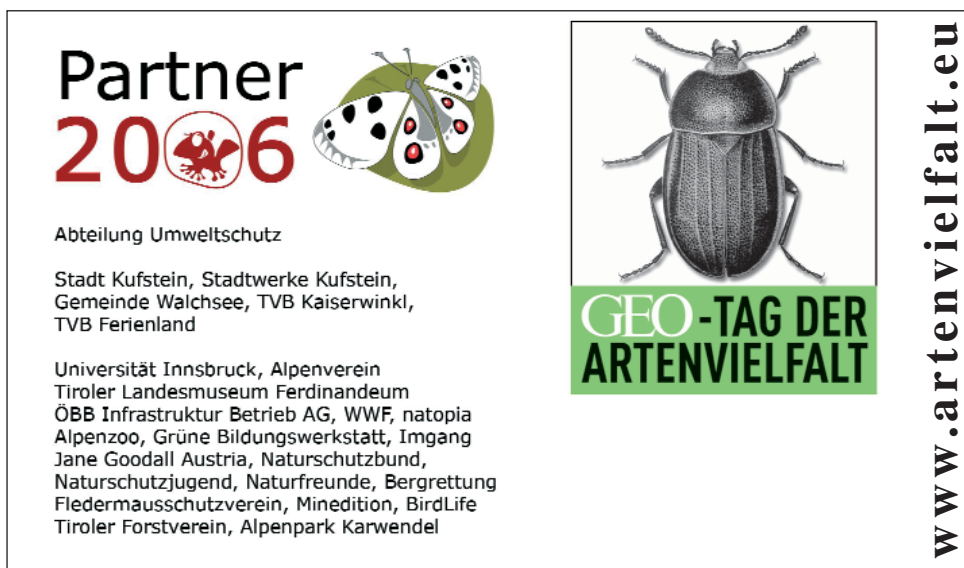 Partner
2006
Abteilung Umweltschutz
Stadt Kufstein, Stadtwerke Kufstein,
Gemeinde Walchsee, TVB Kaiserwinkl,
TVB Ferienland
Universität Innsbruck, Alpenverein
Tiroler Landesmuseum Ferdinandeum
ÖBB Infrastruktur Betrieb AG, WWF, natopia
Alpenzoo, Grüne Bildungswerkstatt, Imgang
Jane Goodall Austria, Naturschutzbund,
Naturschutzjugend, Naturfreunde, Bergrettung
Fledermausschutzverein, Minedition, BirdLife
Tiroler Forstverein, Alpenpark Karwendel
GEO-TAG DER
ARTENVIELFALT
www.artenvielfalt.eu